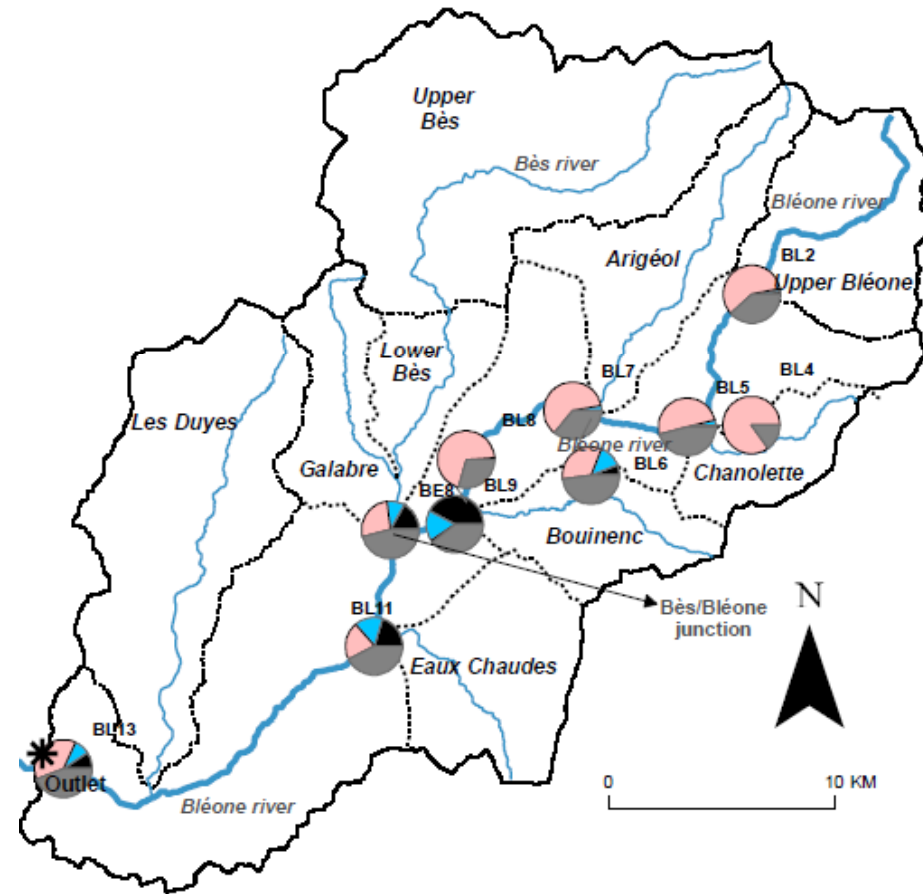 Upper
Bès
Bès river
Bléone river
Arigéol
BL2
Upper Bléone
Lower
Bès
BL7
BL4
BL5
Les Duyes
BL8
Bléone river
Galabre
BL6
Chanolette
BE8
BL9
Bouinenc
N
Bès/Bléone
junction
BL11
Eaux Chaudes
BL13
Outlet
0
10 KM
Bléone river